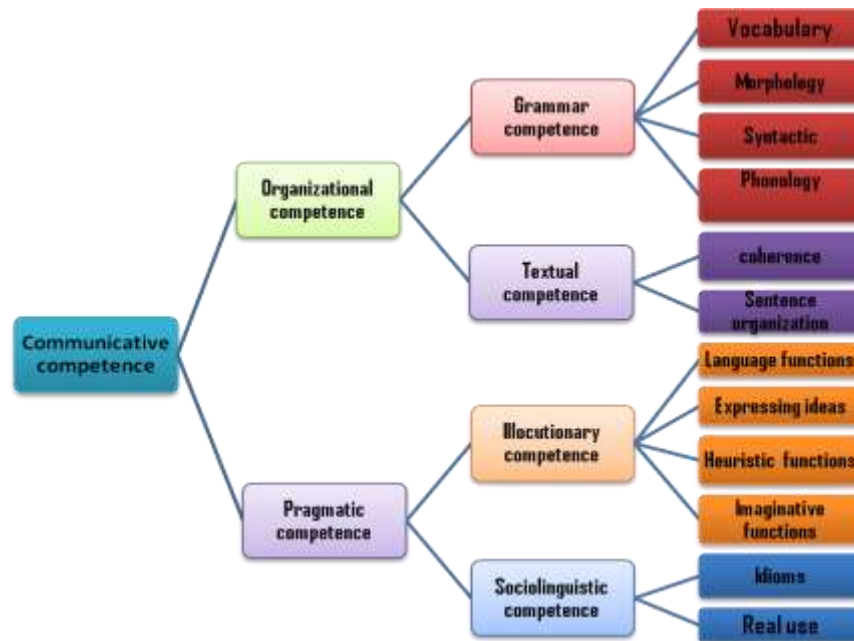 Vocabulary
Morphology
Grammar
competence
Syntactic
Phonology
Organizational
competence
Textual
competence
coherence
Sentence
organization
Communicative
competence
Language functions
Expressing ideas
Illocutionary
competence
Heuristic functions
Imaginative
functions
Pragmatic
competence
Sociolinguistic
competence
Idioms
Real use